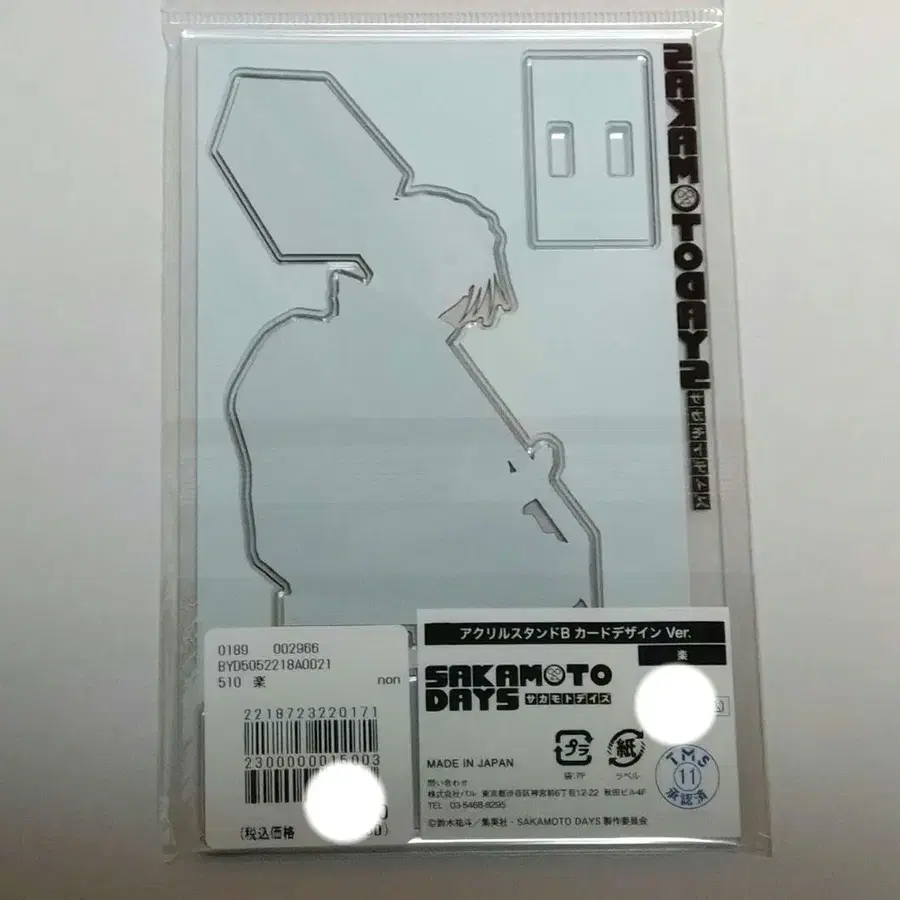 SAKAMOTO DAYS
サカモトデイズ
アクリルスタンドB カードデザイン Ver.
楽
SAKAMOTO
DAYS サカモトデイズ
プラ
袋:PP
紙
ラベル
TMS
11
承認済
MADE IN JAPAN
問い合わせ
株式会社パル 東京都渋谷区神宮前6丁目12-22 秋田ビル4F
TEL 03-5468-8295
©鈴木祐斗/集英社・SAKAMOTO DAYS 製作委員会
0189 002966
BYD5052218A0021
510 楽 non
2218723220171
2300000015003
(税込価格